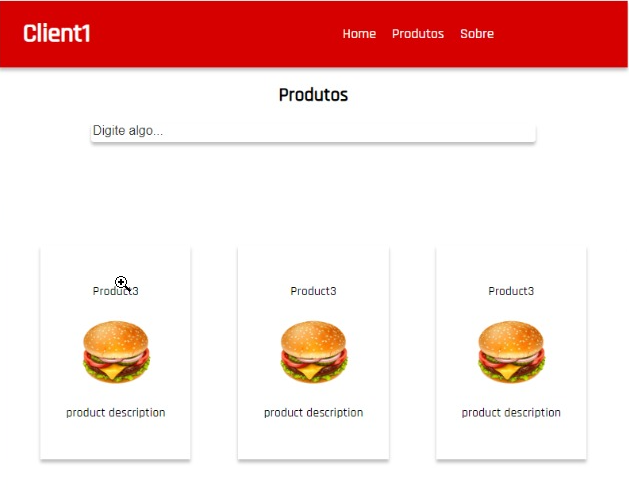 Client1
Home Produtos Sobre
Produtos
Digite algo...
Product3 Product3 Product3
product description product description product description